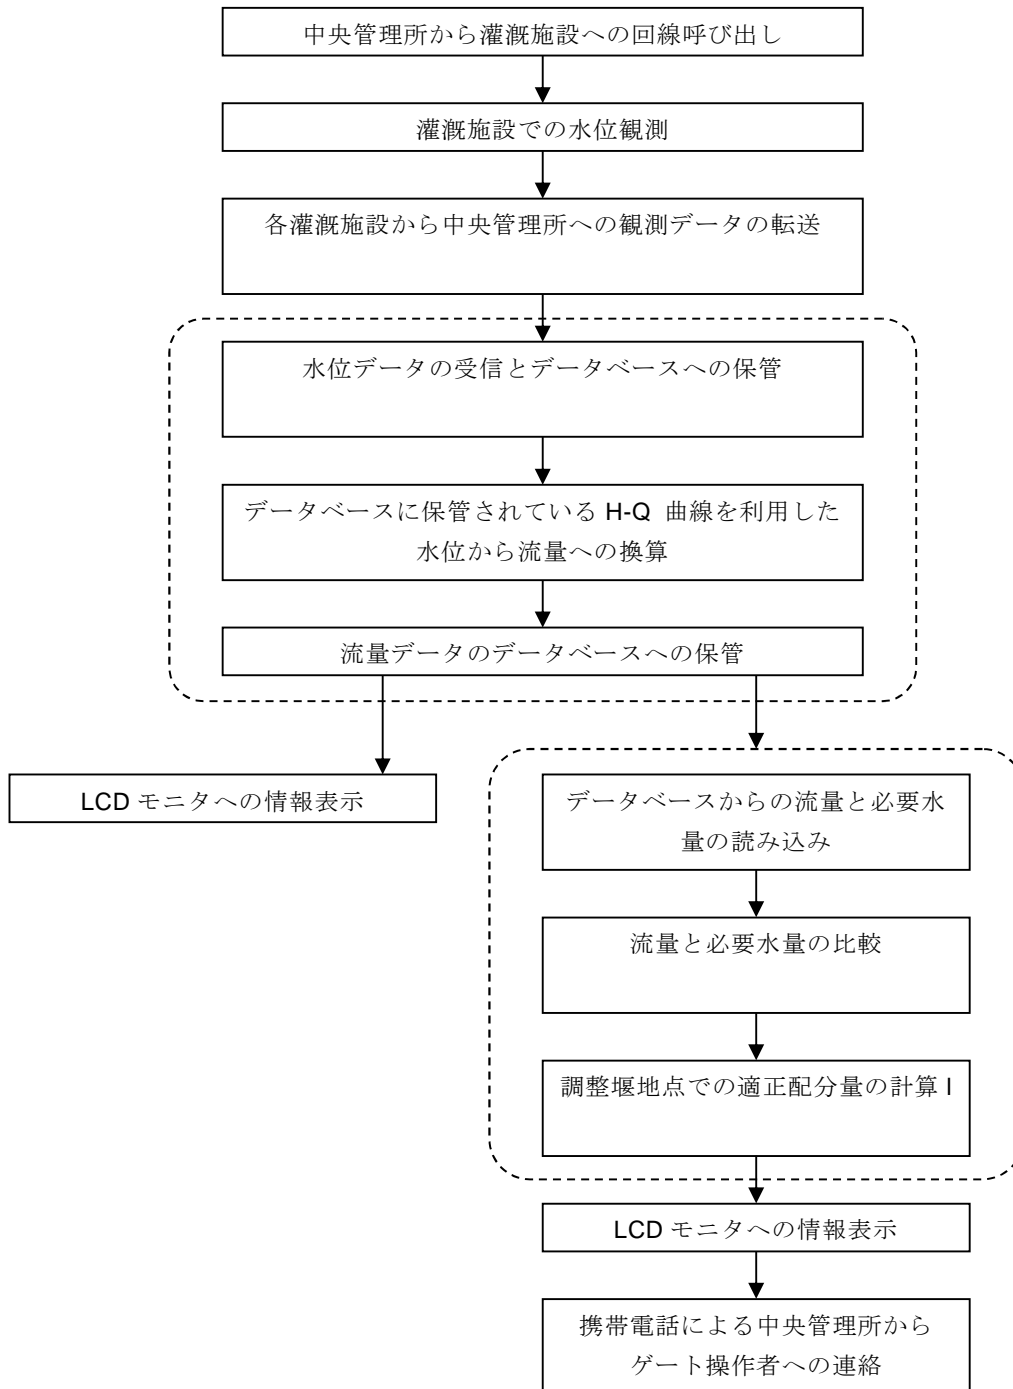 中央管理所から灌漑施設への回線呼び出し
灌漑施設での水位観測
各灌漑施設から中央管理所への観測データの転送
水位データの受信とデータベースへの保管
データベースに保管されている H-Q 曲線を利用した
水位から流量への換算
流量データのデータベースへの保管
LCD モニタへの情報表示
データベースからの流量と必要水
量の読み込み
流量と必要水量の比較
調整堰地点での適正配分量の計算 l
LCD モニタへの情報表示
携帯電話による中央管理所から
ゲート操作者への連絡